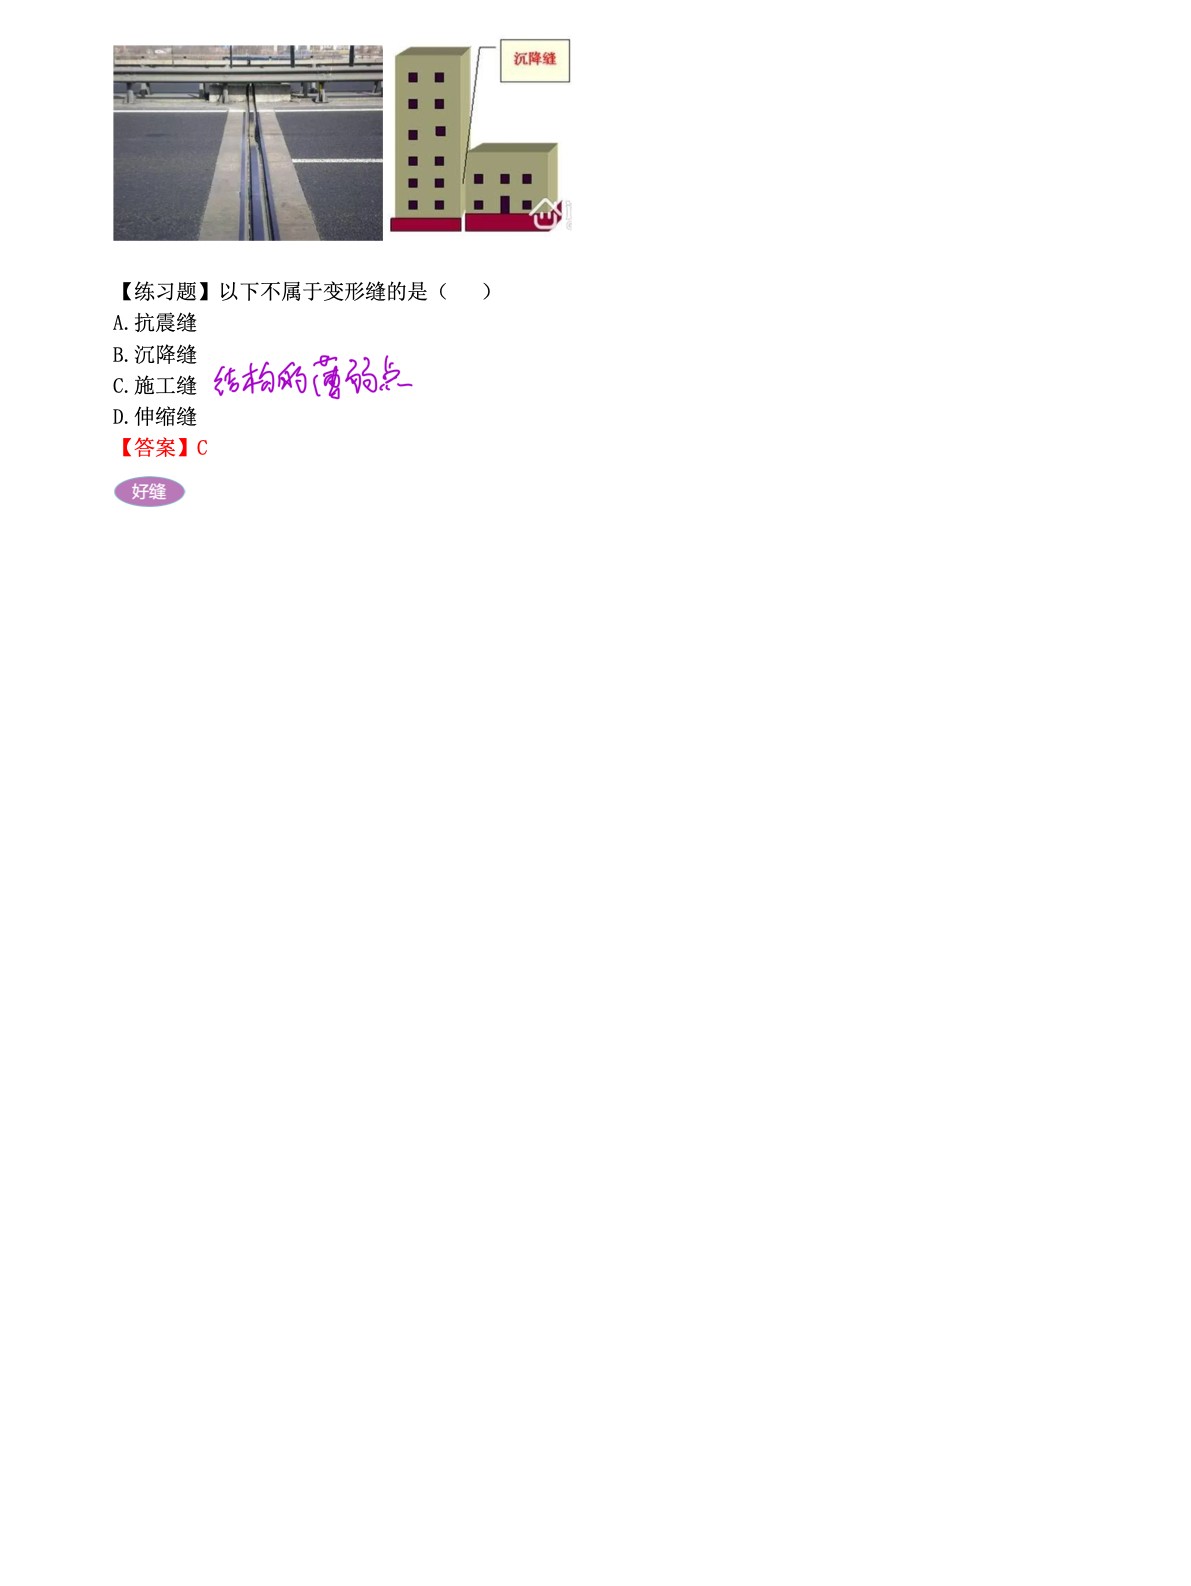 沉降缝
【练习题】以下不属于变形缝的是（　　）
A.抗震缝
B.沉降缝
C.施工缝 结构的薄弱点
D.伸缩缝
【答案】C
好缝